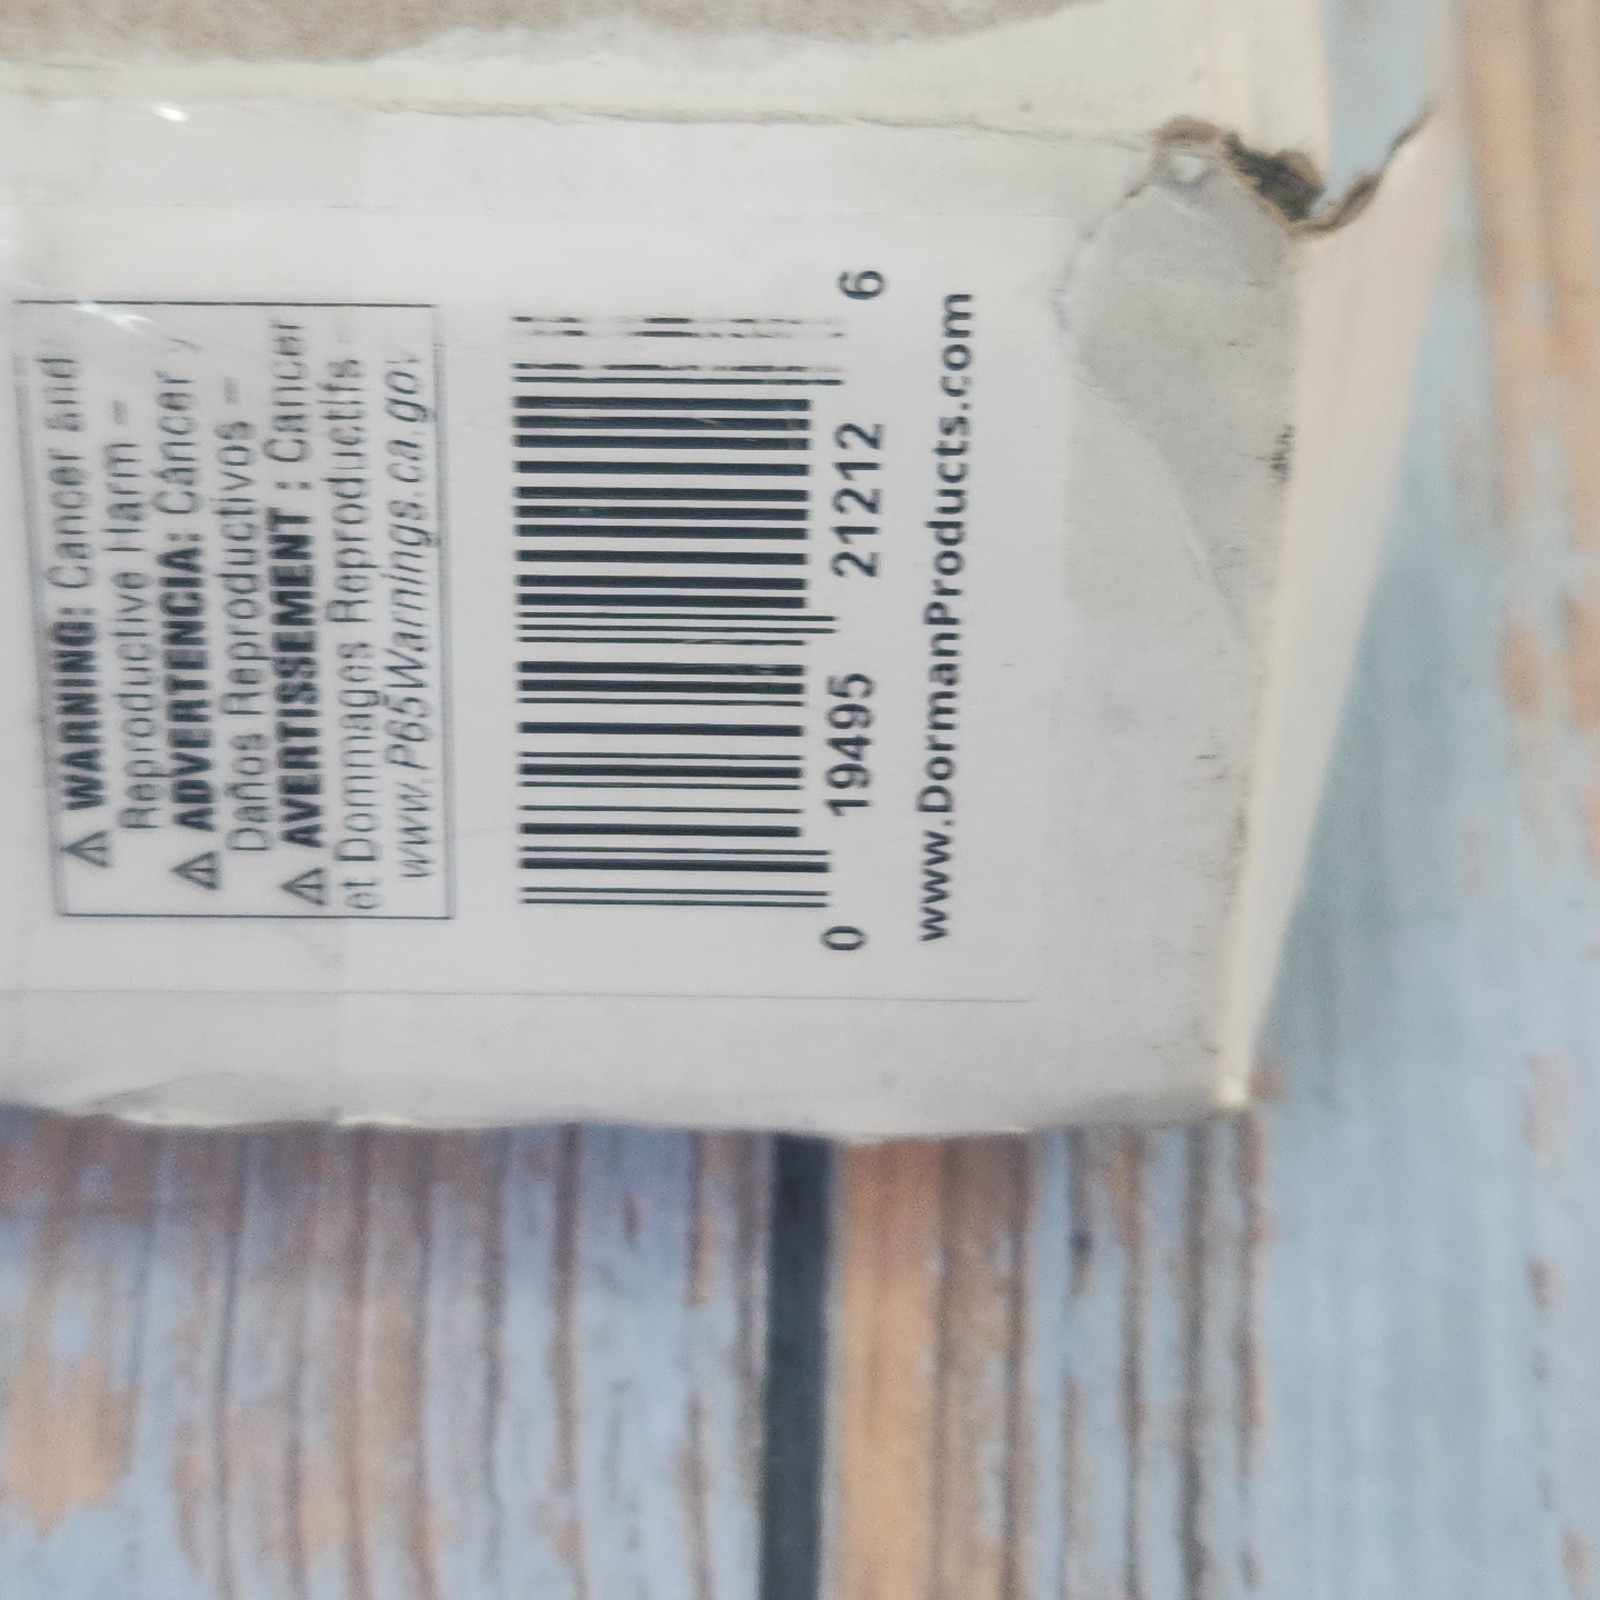 ⚠ WARNING: Cancer and
Reproductive Harm -
⚠ ADVERTENCIA: Cáncer y
Daños Reproductivos -
⚠ AVERTISSEMENT : Cancer
et Dommages Reproductifs -
www.P65Warnings.ca.gov
0 19495 21212 6
www.DormanProducts.com